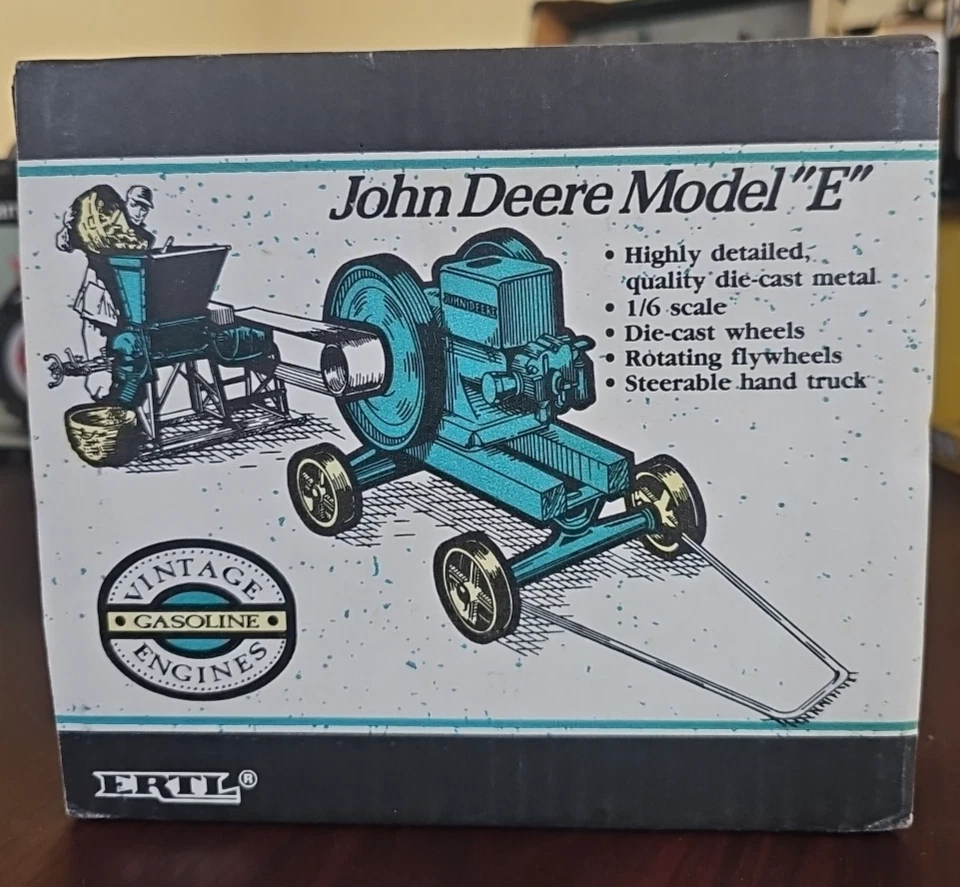 John Deere Model "E"
• Highly detailed,
quality die-cast metal
• 1/6 scale
• Die-cast wheels
• Rotating flywheels
• Steerable hand truck
JOHN DEERE
VINTAGE
• GASOLINE •
ENGINES
ERTL®